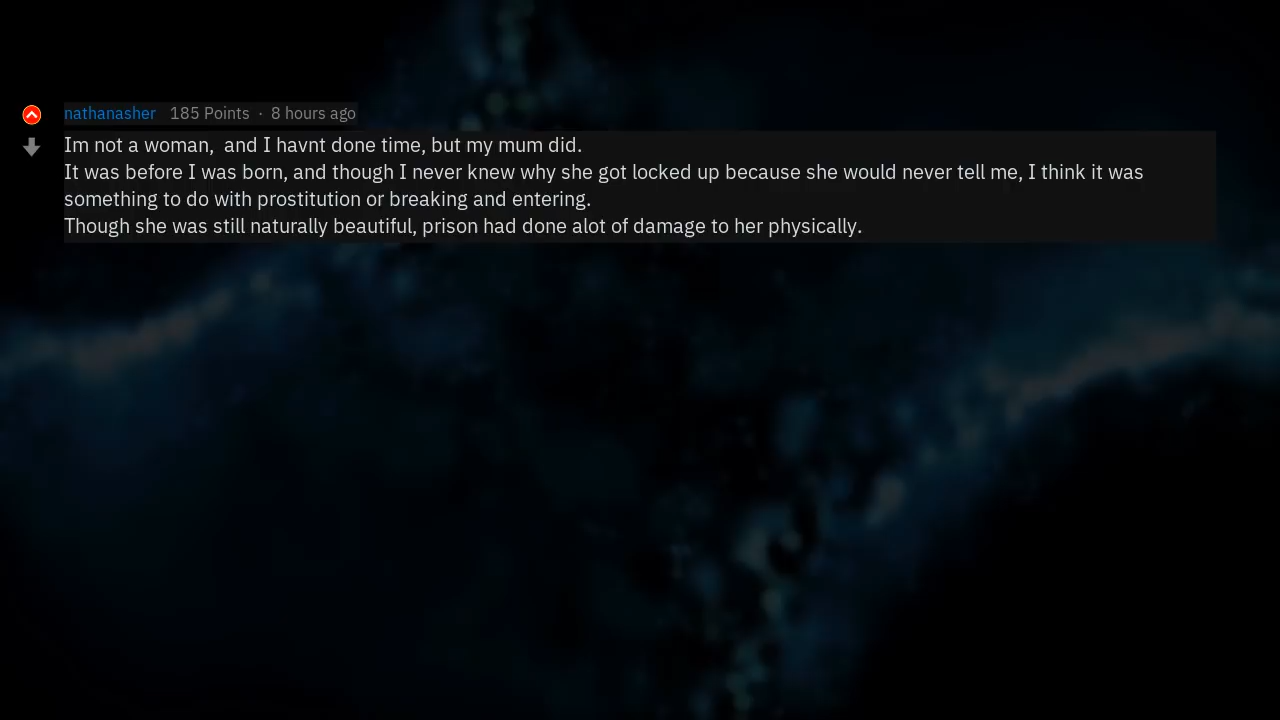 nathanasher 185 Points · 8 hours ago
Im not a woman,  and I havnt done time, but my mum did.
It was before I was born, and though I never knew why she got locked up because she would never tell me, I think it was
something to do with prostitution or breaking and entering.
Though she was still naturally beautiful, prison had done alot of damage to her physically.